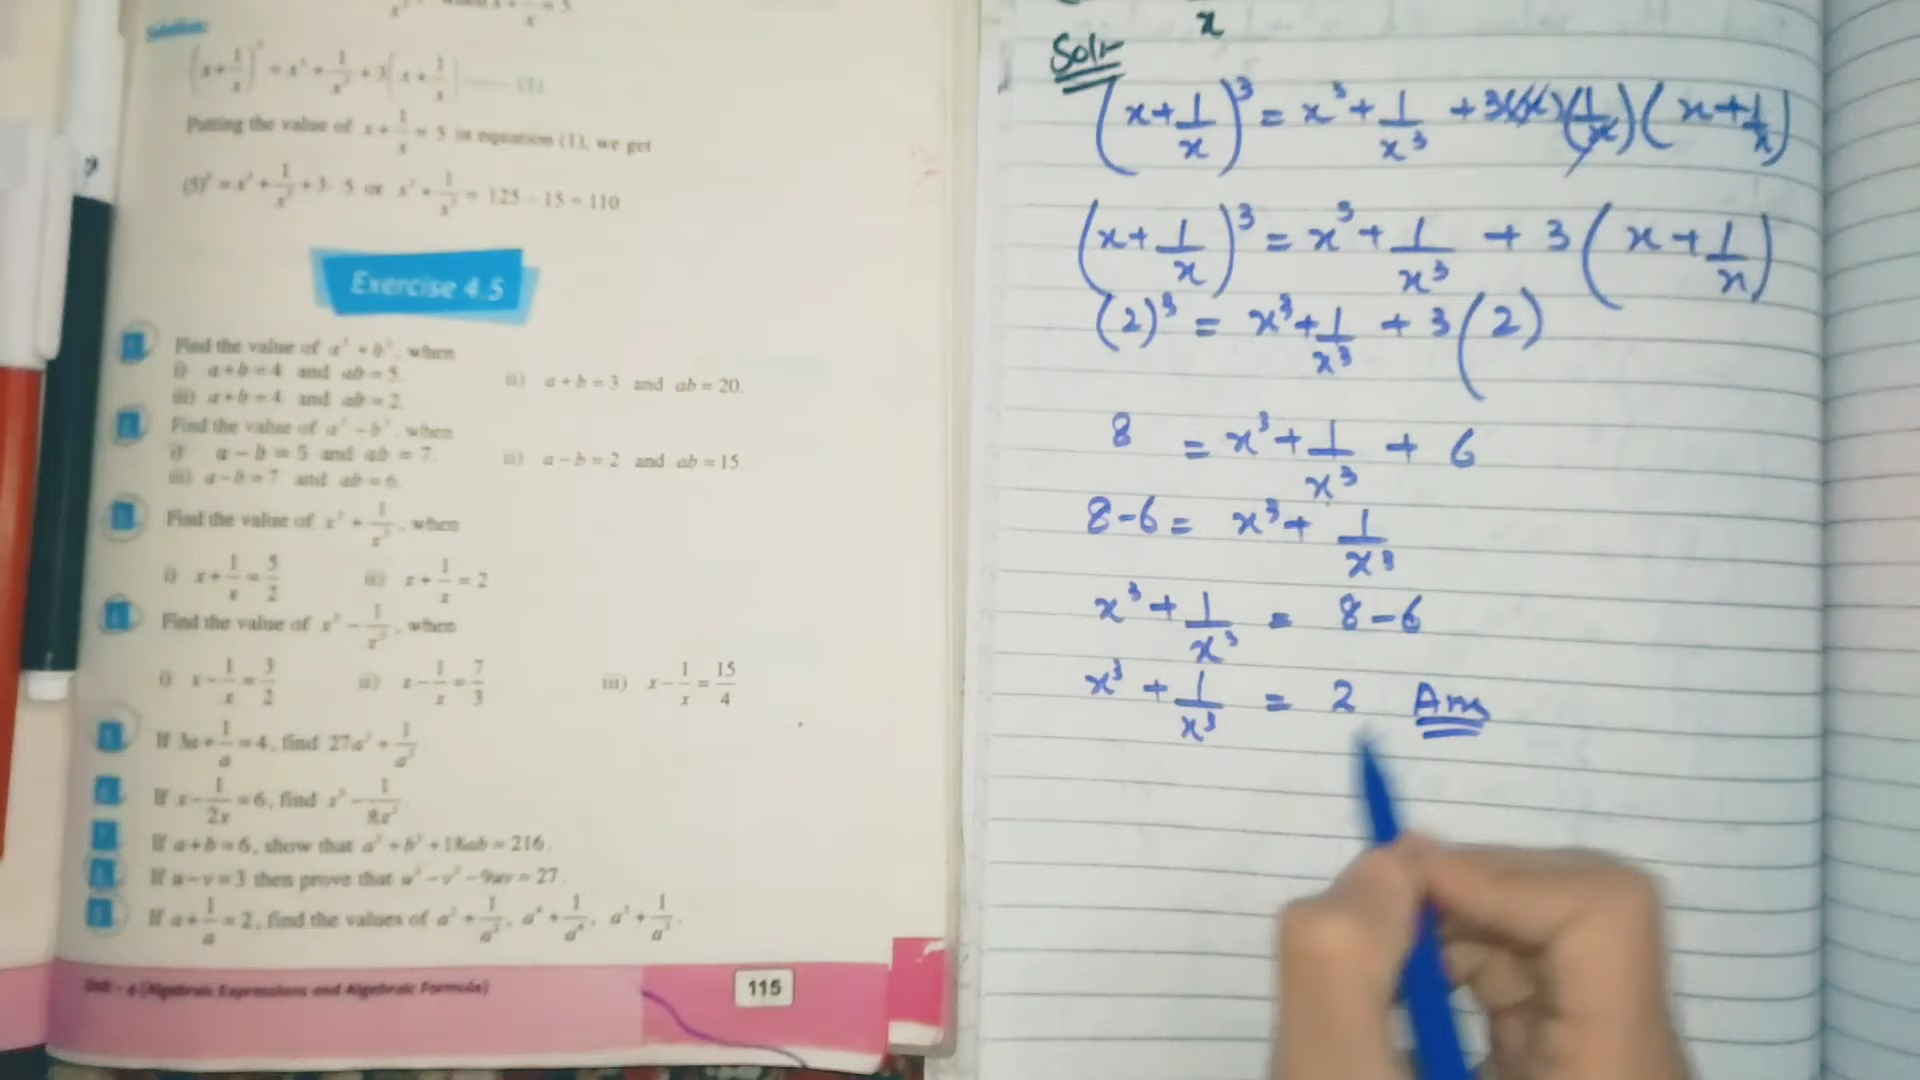 Solution:
(x+1/x)³ = x³ + 1/x³ + 3(x+1/x) —— (1)
Putting the value of x+1/x = 5 in equation (1), we get
(5)³ = x³ + 1/x³ + 3 · 5 or x³ + 1/x³ = 125 - 15 = 110
Exercise 4.5
Find the value of a³ + b³, when
i) a+b=4 and ab=5.
ii) a+b=3 and ab=20.
iii) a+b=4 and ab=2.
Find the value of a³ - b³, when
i) a-b=5 and ab=7.
ii) a-b=2 and ab=15.
iii) a-b=7 and ab=6.
Find the value of x³ + 1/x³, when
i) x+1/x = 5/2
ii) x+1/x = 2
Find the value of x³ - 1/x³, when
i) x-1/x = 3/2
ii) x-1/x = 7/3
iii) x-1/x = 15/4
If 3a+1/a=4, find 27a³+1/a³.
If x-1/2x=6, find x³-1/8x³.
If a+b=6, show that a³+b³+18ab=216.
If u-v=3 then prove that u³-v³-9uv=27.
If a+1/a=2, find the values of a²+1/a², a⁴+1/a⁴, a³+1/a³.
Unit - 4 (Algebraic Expressions and Algebraic Formula)
115
x
Soln
(x+1/x)³ = x³+1/x³ +3(x)(1/x)(x+1/x)
(x+1/x)³ = x³+1/x³ + 3(x+1/x)
(2)³ = x³+1/x³ + 3(2)
8 = x³+1/x³ + 6
8-6 = x³+1/x³
x³+1/x³ = 8-6
x³+1/x³ = 2 Ans